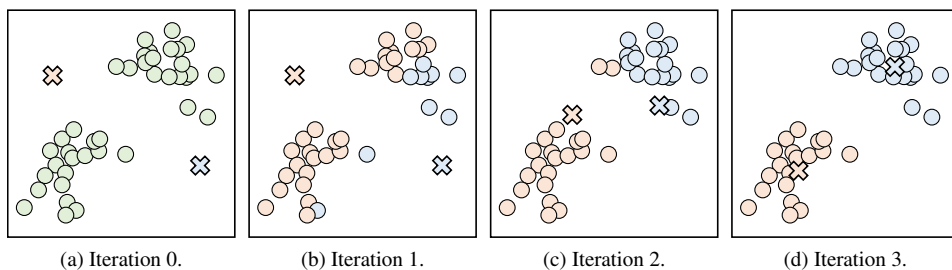 (a) Iteration 0.
(b) Iteration 1.
(c) Iteration 2.
(d) Iteration 3.